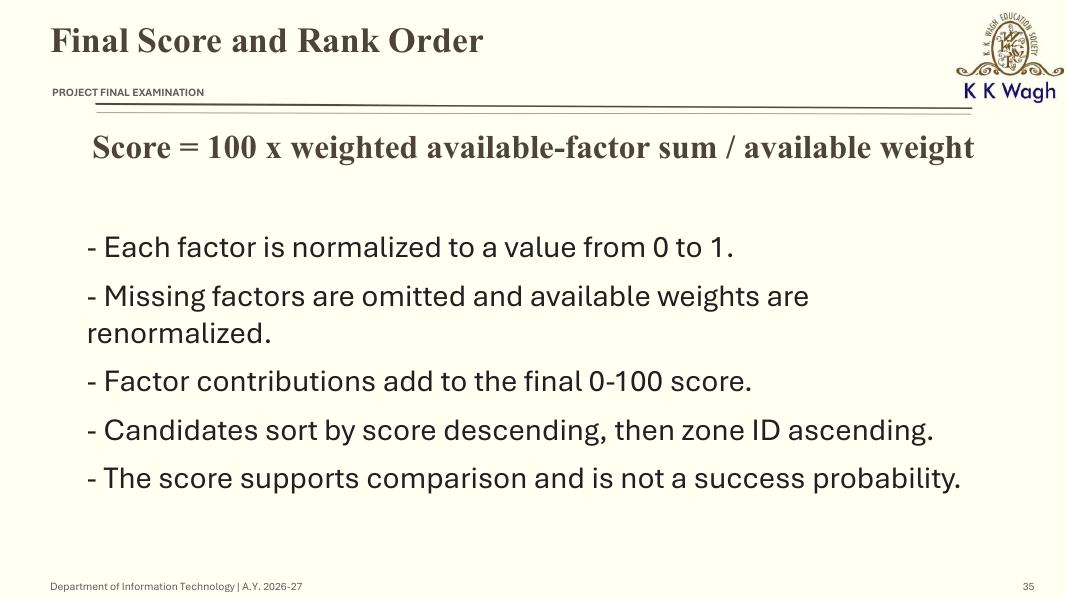 Final Score and Rank Order
K. K. WAGH EDUCATION SOCIETY
K K Wagh
PROJECT FINAL EXAMINATION
Score = 100 x weighted available-factor sum / available weight
- Each factor is normalized to a value from 0 to 1.
- Missing factors are omitted and available weights are
renormalized.
- Factor contributions add to the final 0-100 score.
- Candidates sort by score descending, then zone ID ascending.
- The score supports comparison and is not a success probability.
Department of Information Technology | A.Y. 2026-27
35